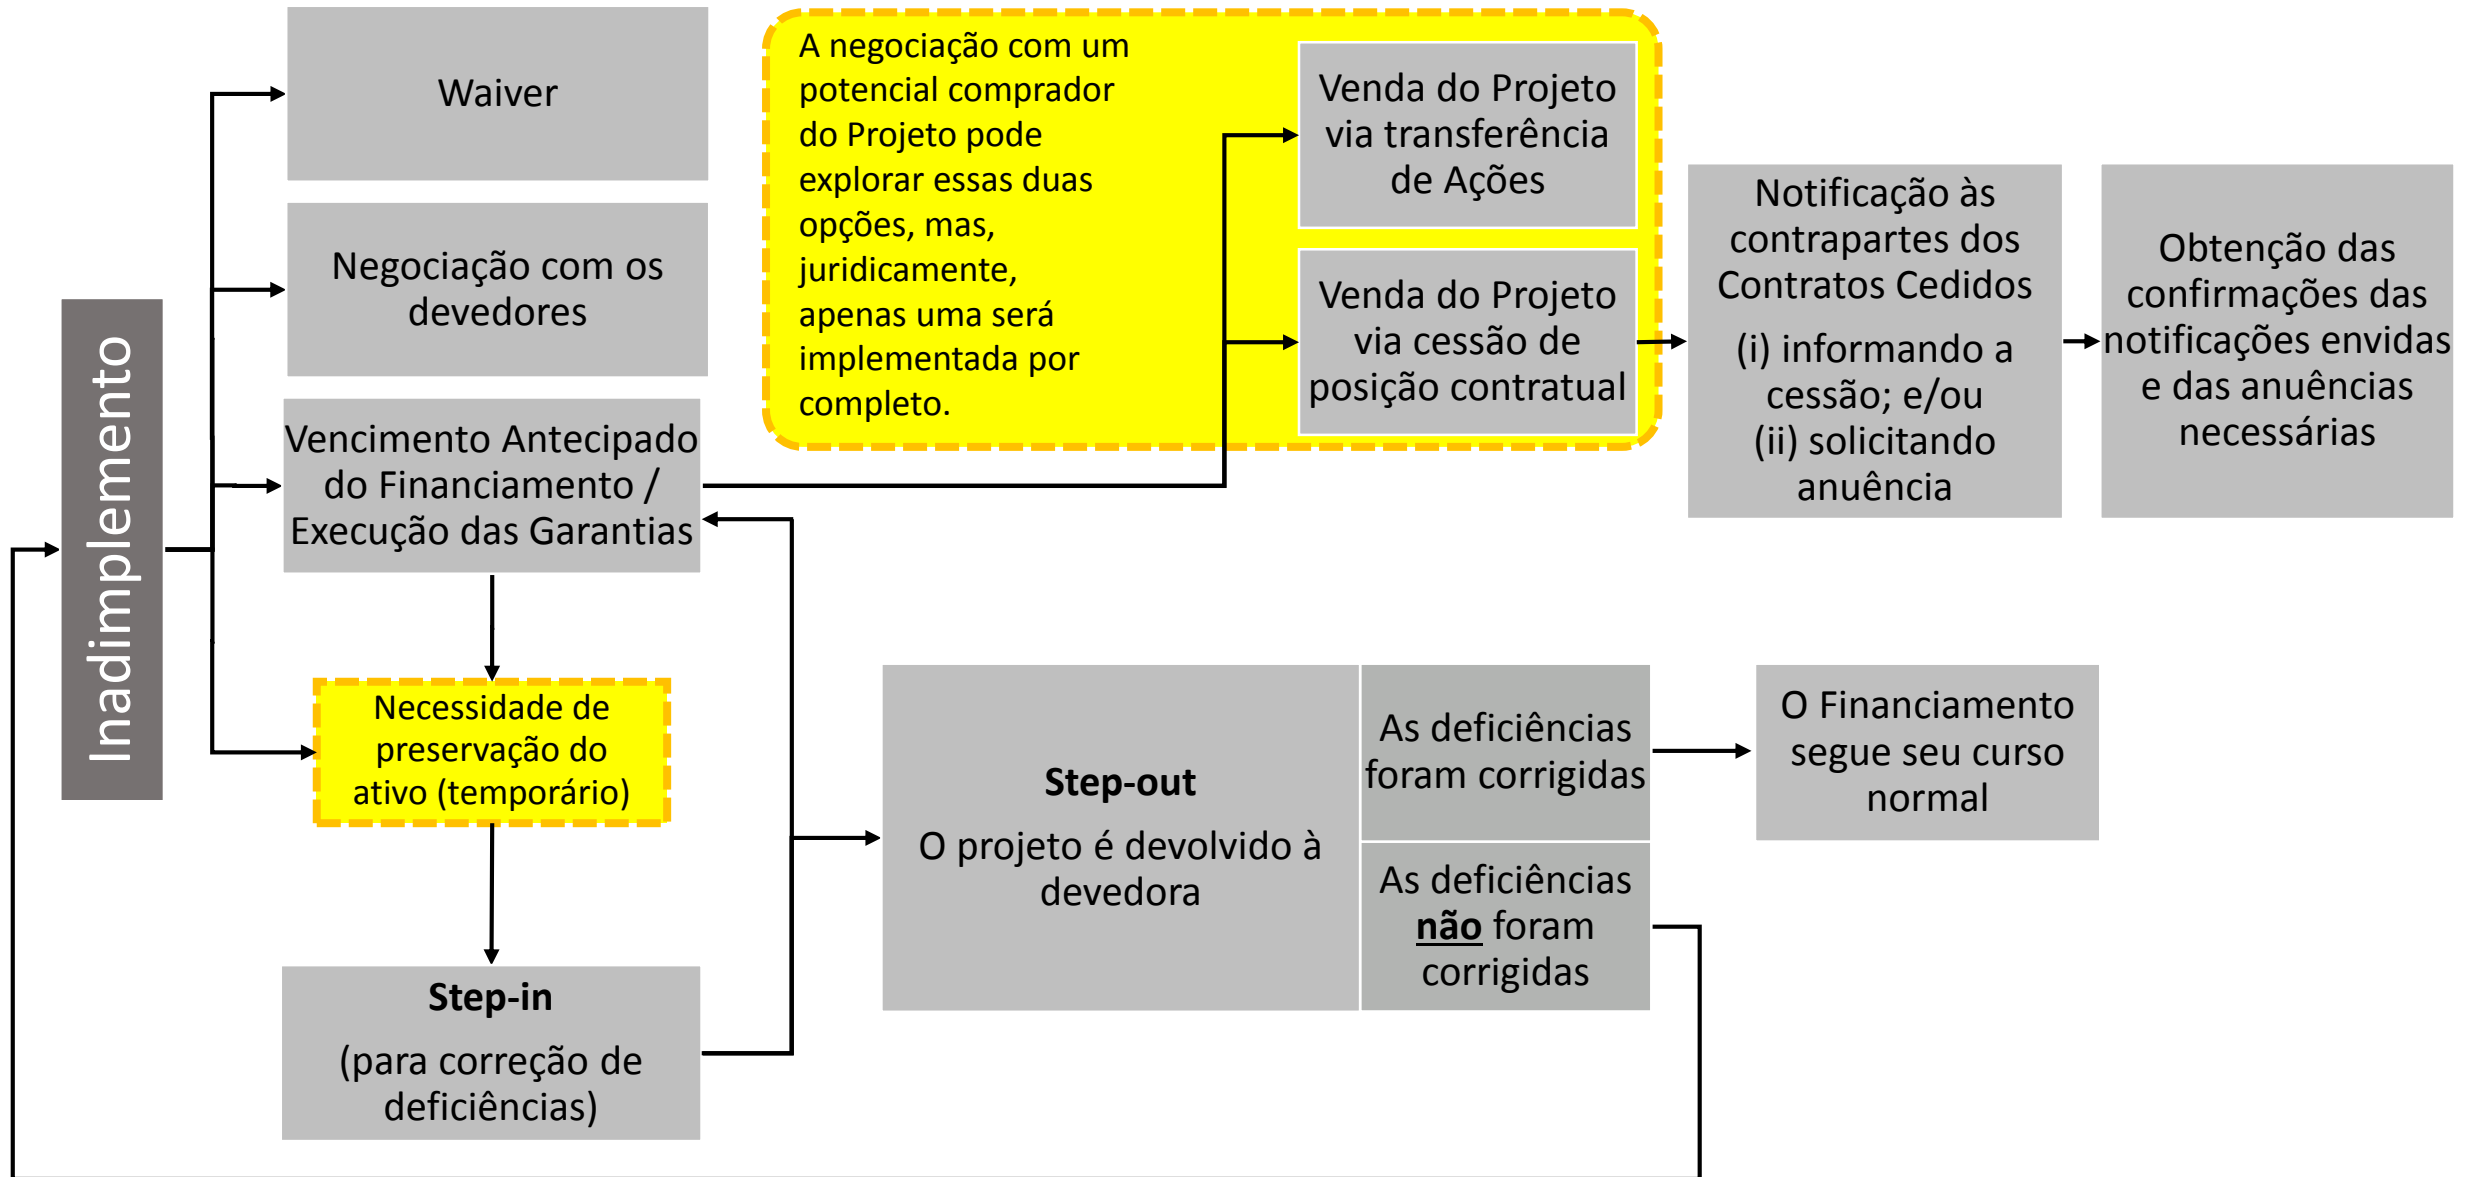 Inadimplemento
Waiver
Negociação com os
devedores
Vencimento Antecipado
do Financiamento /
Execução das Garantias
Necessidade de
preservação do
ativo (temporário)
Step-in
(para correção de
deficiências)
A negociação com um
potencial comprador
do Projeto pode
explorar essas duas
opções, mas,
juridicamente,
apenas uma será
implementada por
completo.
Venda do Projeto
via transferência
de Ações
Venda do Projeto
via cessão de
posição contratual
Notificação às
contrapartes dos
Contratos Cedidos
(i) informando a
cessão; e/ou
(ii) solicitando
anuência
Obtenção das
confirmações das
notificações envidas
e das anuências
necessárias
Step-out
O projeto é devolvido à
devedora
As deficiências
foram corrigidas
As deficiências
não foram
corrigidas
O Financiamento
segue seu curso
normal